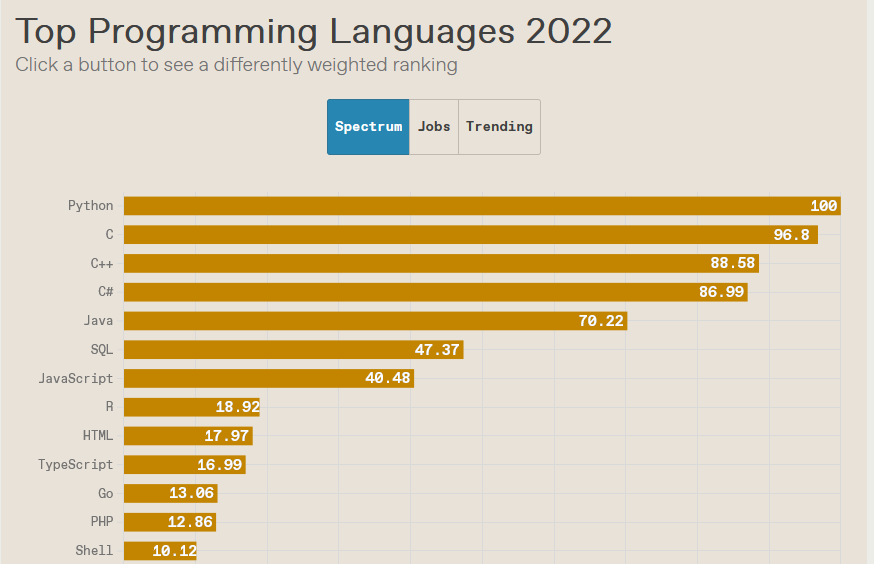 Top Programming Languages 2022
Click a button to see a differently weighted ranking
Spectrum Jobs Trending
Python 100
C 96.8
C++ 88.58
C# 86.99
Java 70.22
SQL 47.37
JavaScript 40.48
R 18.92
HTML 17.97
TypeScript 16.99
Go 13.06
PHP 12.86
Shell 10.12